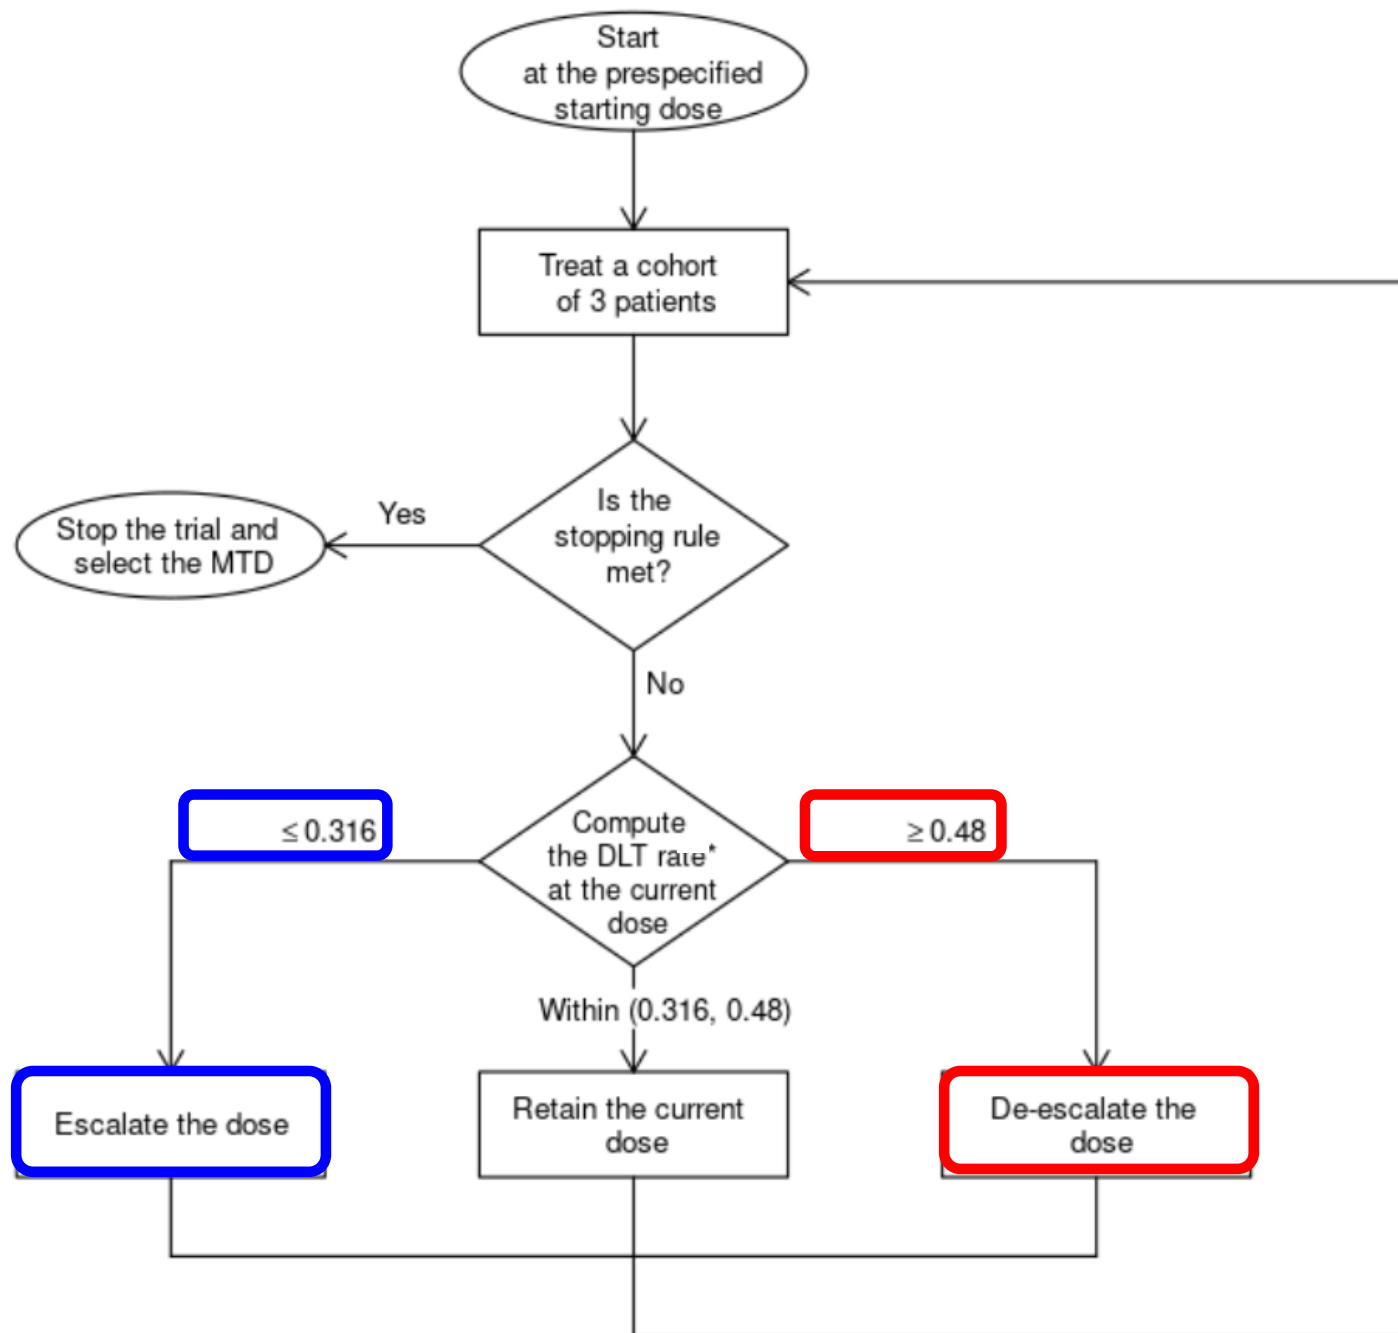 Start
at the prespecified
starting dose
Treat a cohort
of 3 patients
Is the
stopping rule
met?
Yes
Stop the trial and
select the MTD
No
≤ 0.316
Compute
the DLT rate*
at the current
dose
≥ 0.48
Within (0.316, 0.48)
Escalate the dose
Retain the current
dose
De-escalate the
dose